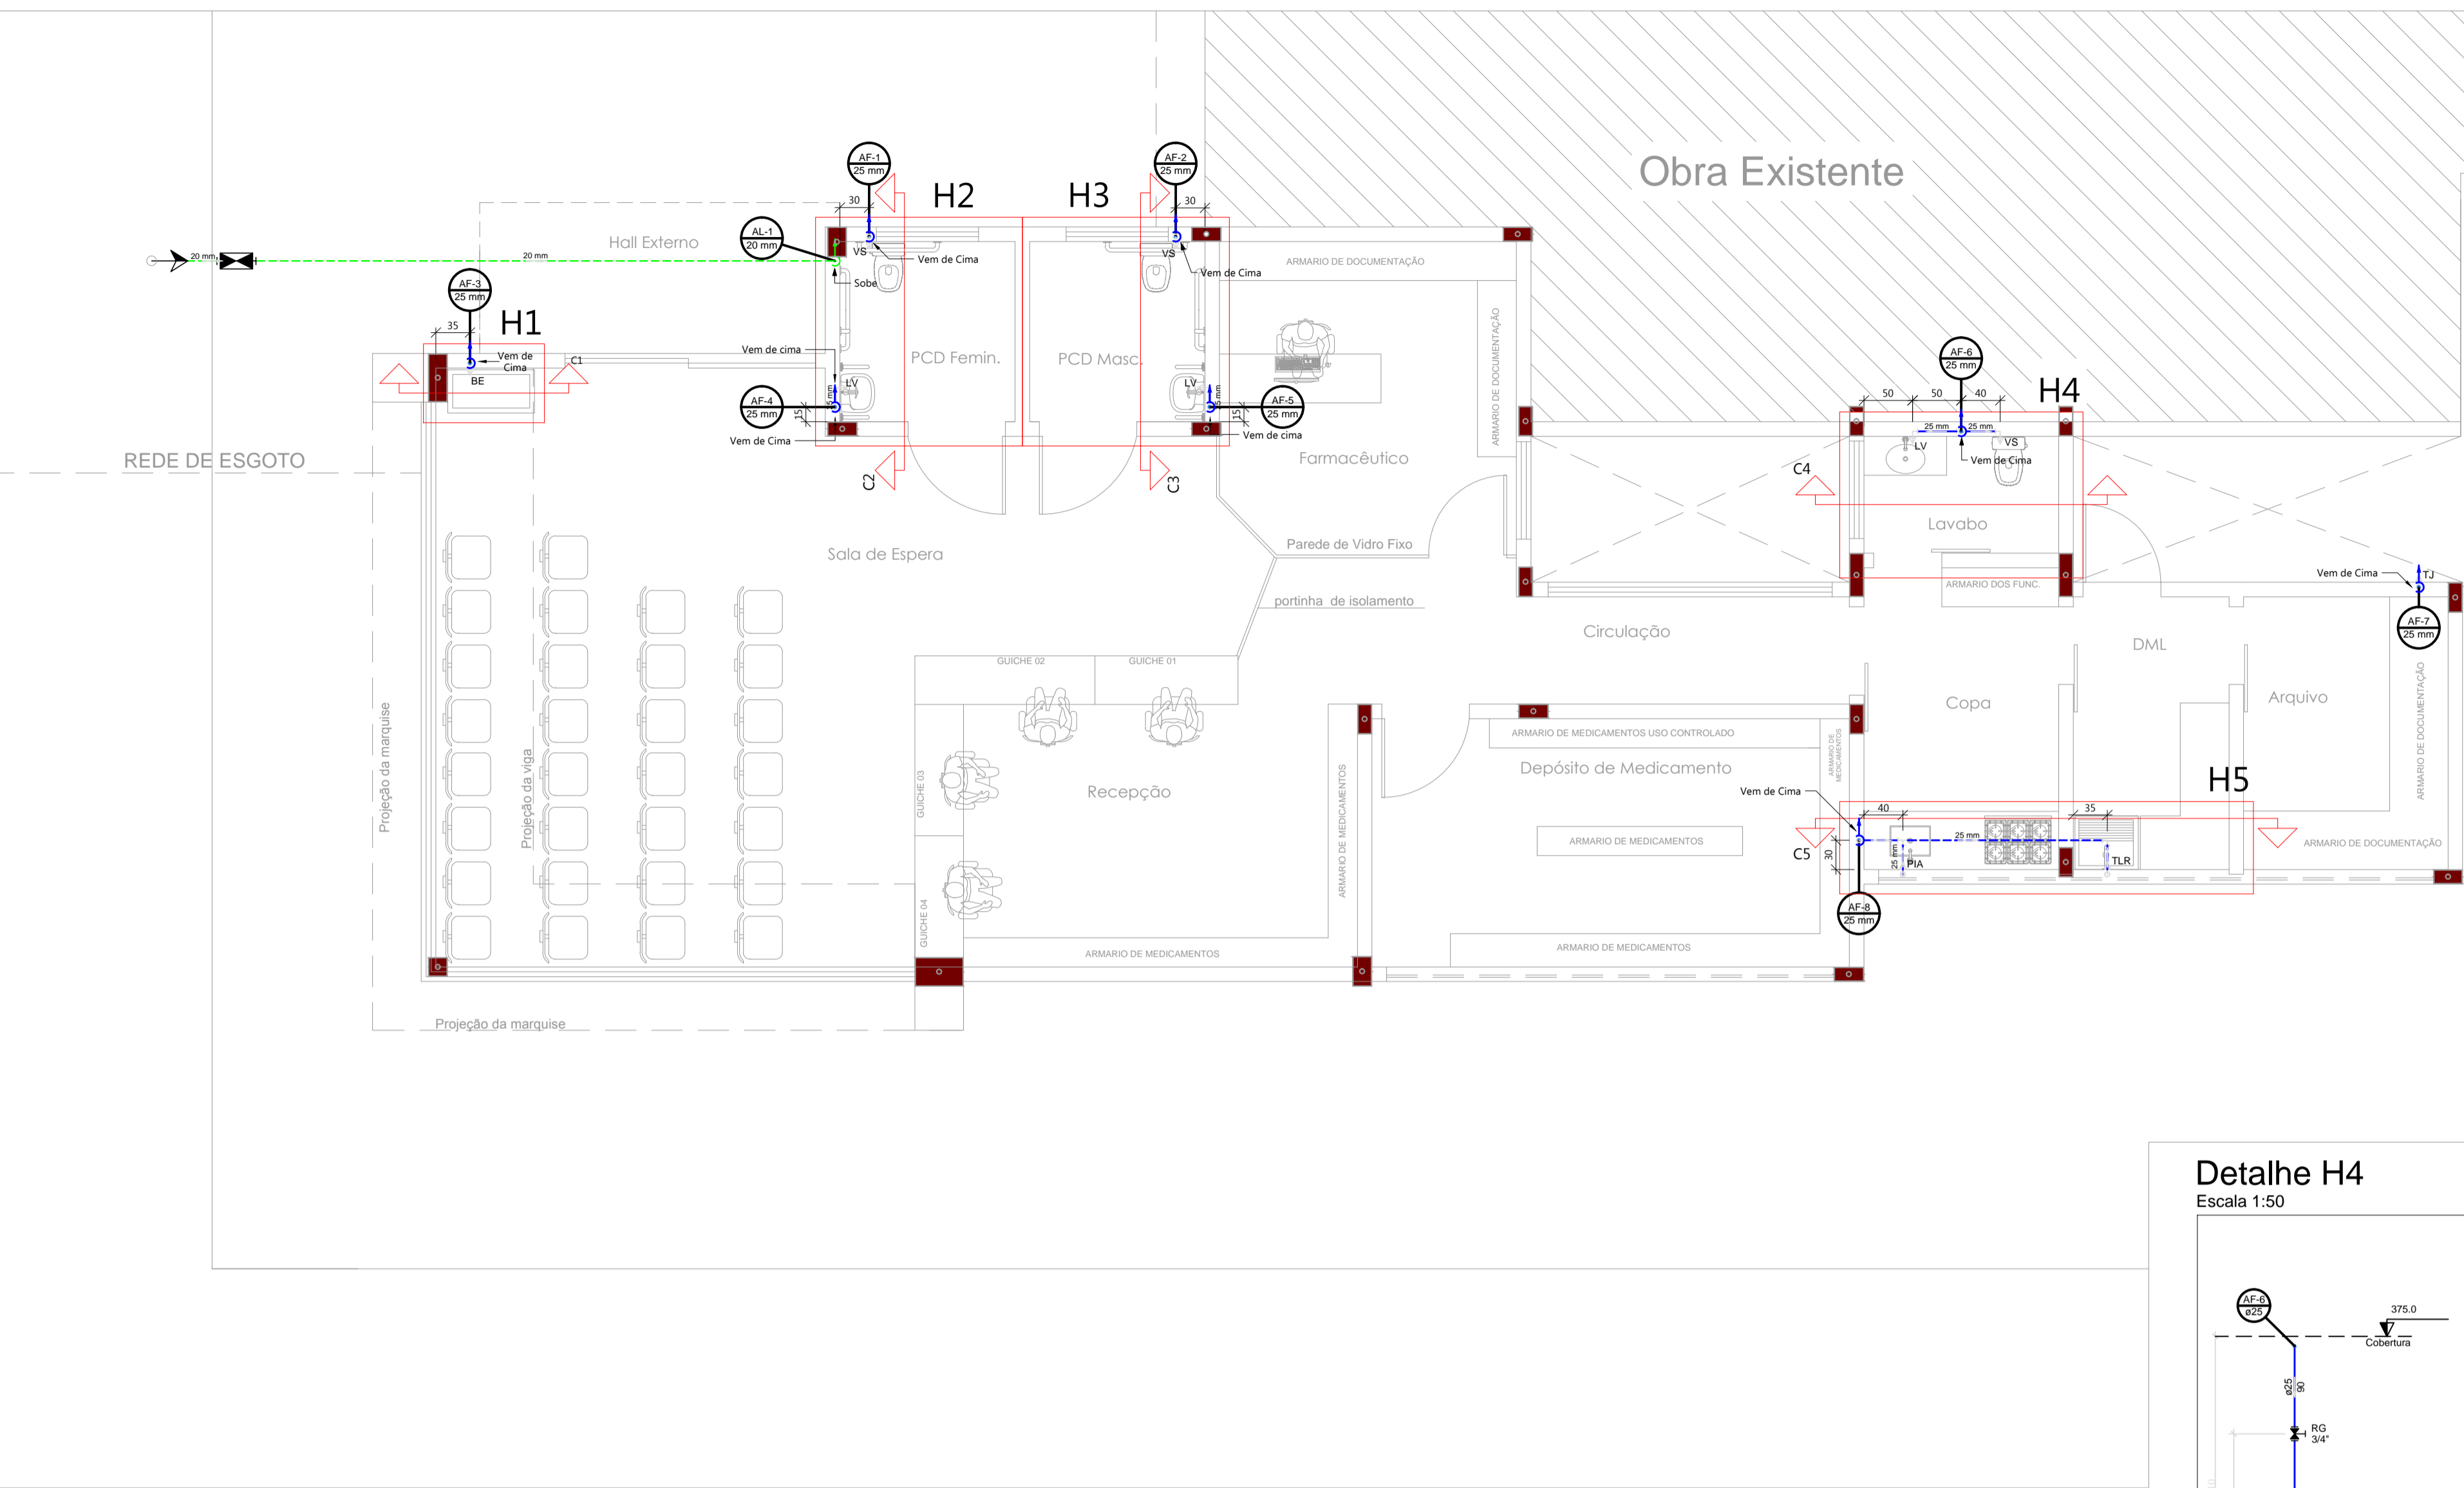 Obra Existente
AF-1
25 mm
AF-2
25 mm
H2
H3
30
30
Hall Externo
AL-1
20 mm
20 mm
20 mm
VS
Vem de Cima
Sobe
VS
Vem de Cima
ARMARIO DE DOCUMENTAÇÃO
ARMARIO DE DOCUMENTAÇÃO
AF-3
25 mm
35
H1
Vem de
Cima
C1
BE
Vem de cima
PCD Femin.
PCD Masc.
LV
LV
AF-4
25 mm
15
Vem de Cima
AF-5
25 mm
15
Vem de cima
C2
C3
Farmacêutico
REDE DE ESGOTO
AF-6
25 mm
50
50
40
H4
25 mm
25 mm
LV
VS
Vem de Cima
C4
Lavabo
ARMARIO DOS FUNC.
Sala de Espera
Parede de Vidro Fixo
portinha de isolamento
Vem de Cima
TJ
AF-7
25 mm
Circulação
DML
GUICHE 02
GUICHE 01
Copa
Arquivo
ARMARIO DE DOCUMENTAÇÃO
Projeção da marquise
Projeção da viga
ARMARIO DE MEDICAMENTOS USO CONTROLADO
ARMARIO DE
MEDICAMENTOS
Depósito de Medicamento
H5
Recepção
GUICHE 03
GUICHE 04
ARMARIO DE MEDICAMENTOS
Vem de Cima
40
35
25 mm
25 mm
30
C5
PIA
TLR
ARMARIO DE MEDICAMENTOS
ARMARIO DE DOCUMENTAÇÃO
AF-8
25 mm
ARMARIO DE MEDICAMENTOS
ARMARIO DE MEDICAMENTOS
Projeção da marquise
Detalhe H4
Escala 1:50
AF-6
ø25
375.0
Cobertura
ø25
90
RG
3/4"